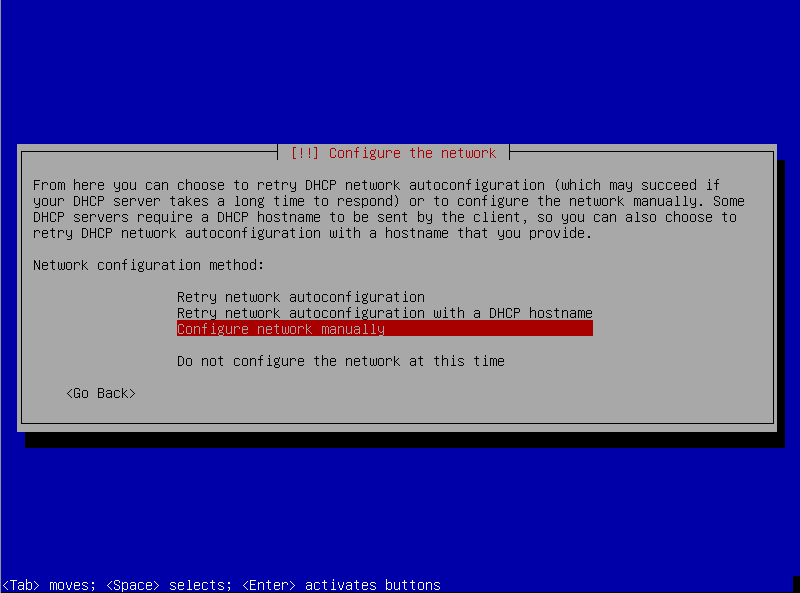 [!!] Configure the network
From here you can choose to retry DHCP network autoconfiguration (which may succeed if
your DHCP server takes a long time to respond) or to configure the network manually. Some
DHCP servers require a DHCP hostname to be sent by the client, so you can also choose to
retry DHCP network autoconfiguration with a hostname that you provide.
Network configuration method:
Retry network autoconfiguration
Retry network autoconfiguration with a DHCP hostname
Configure network manually
Do not configure the network at this time
<Go Back>
<Tab> moves; <Space> selects; <Enter> activates buttons